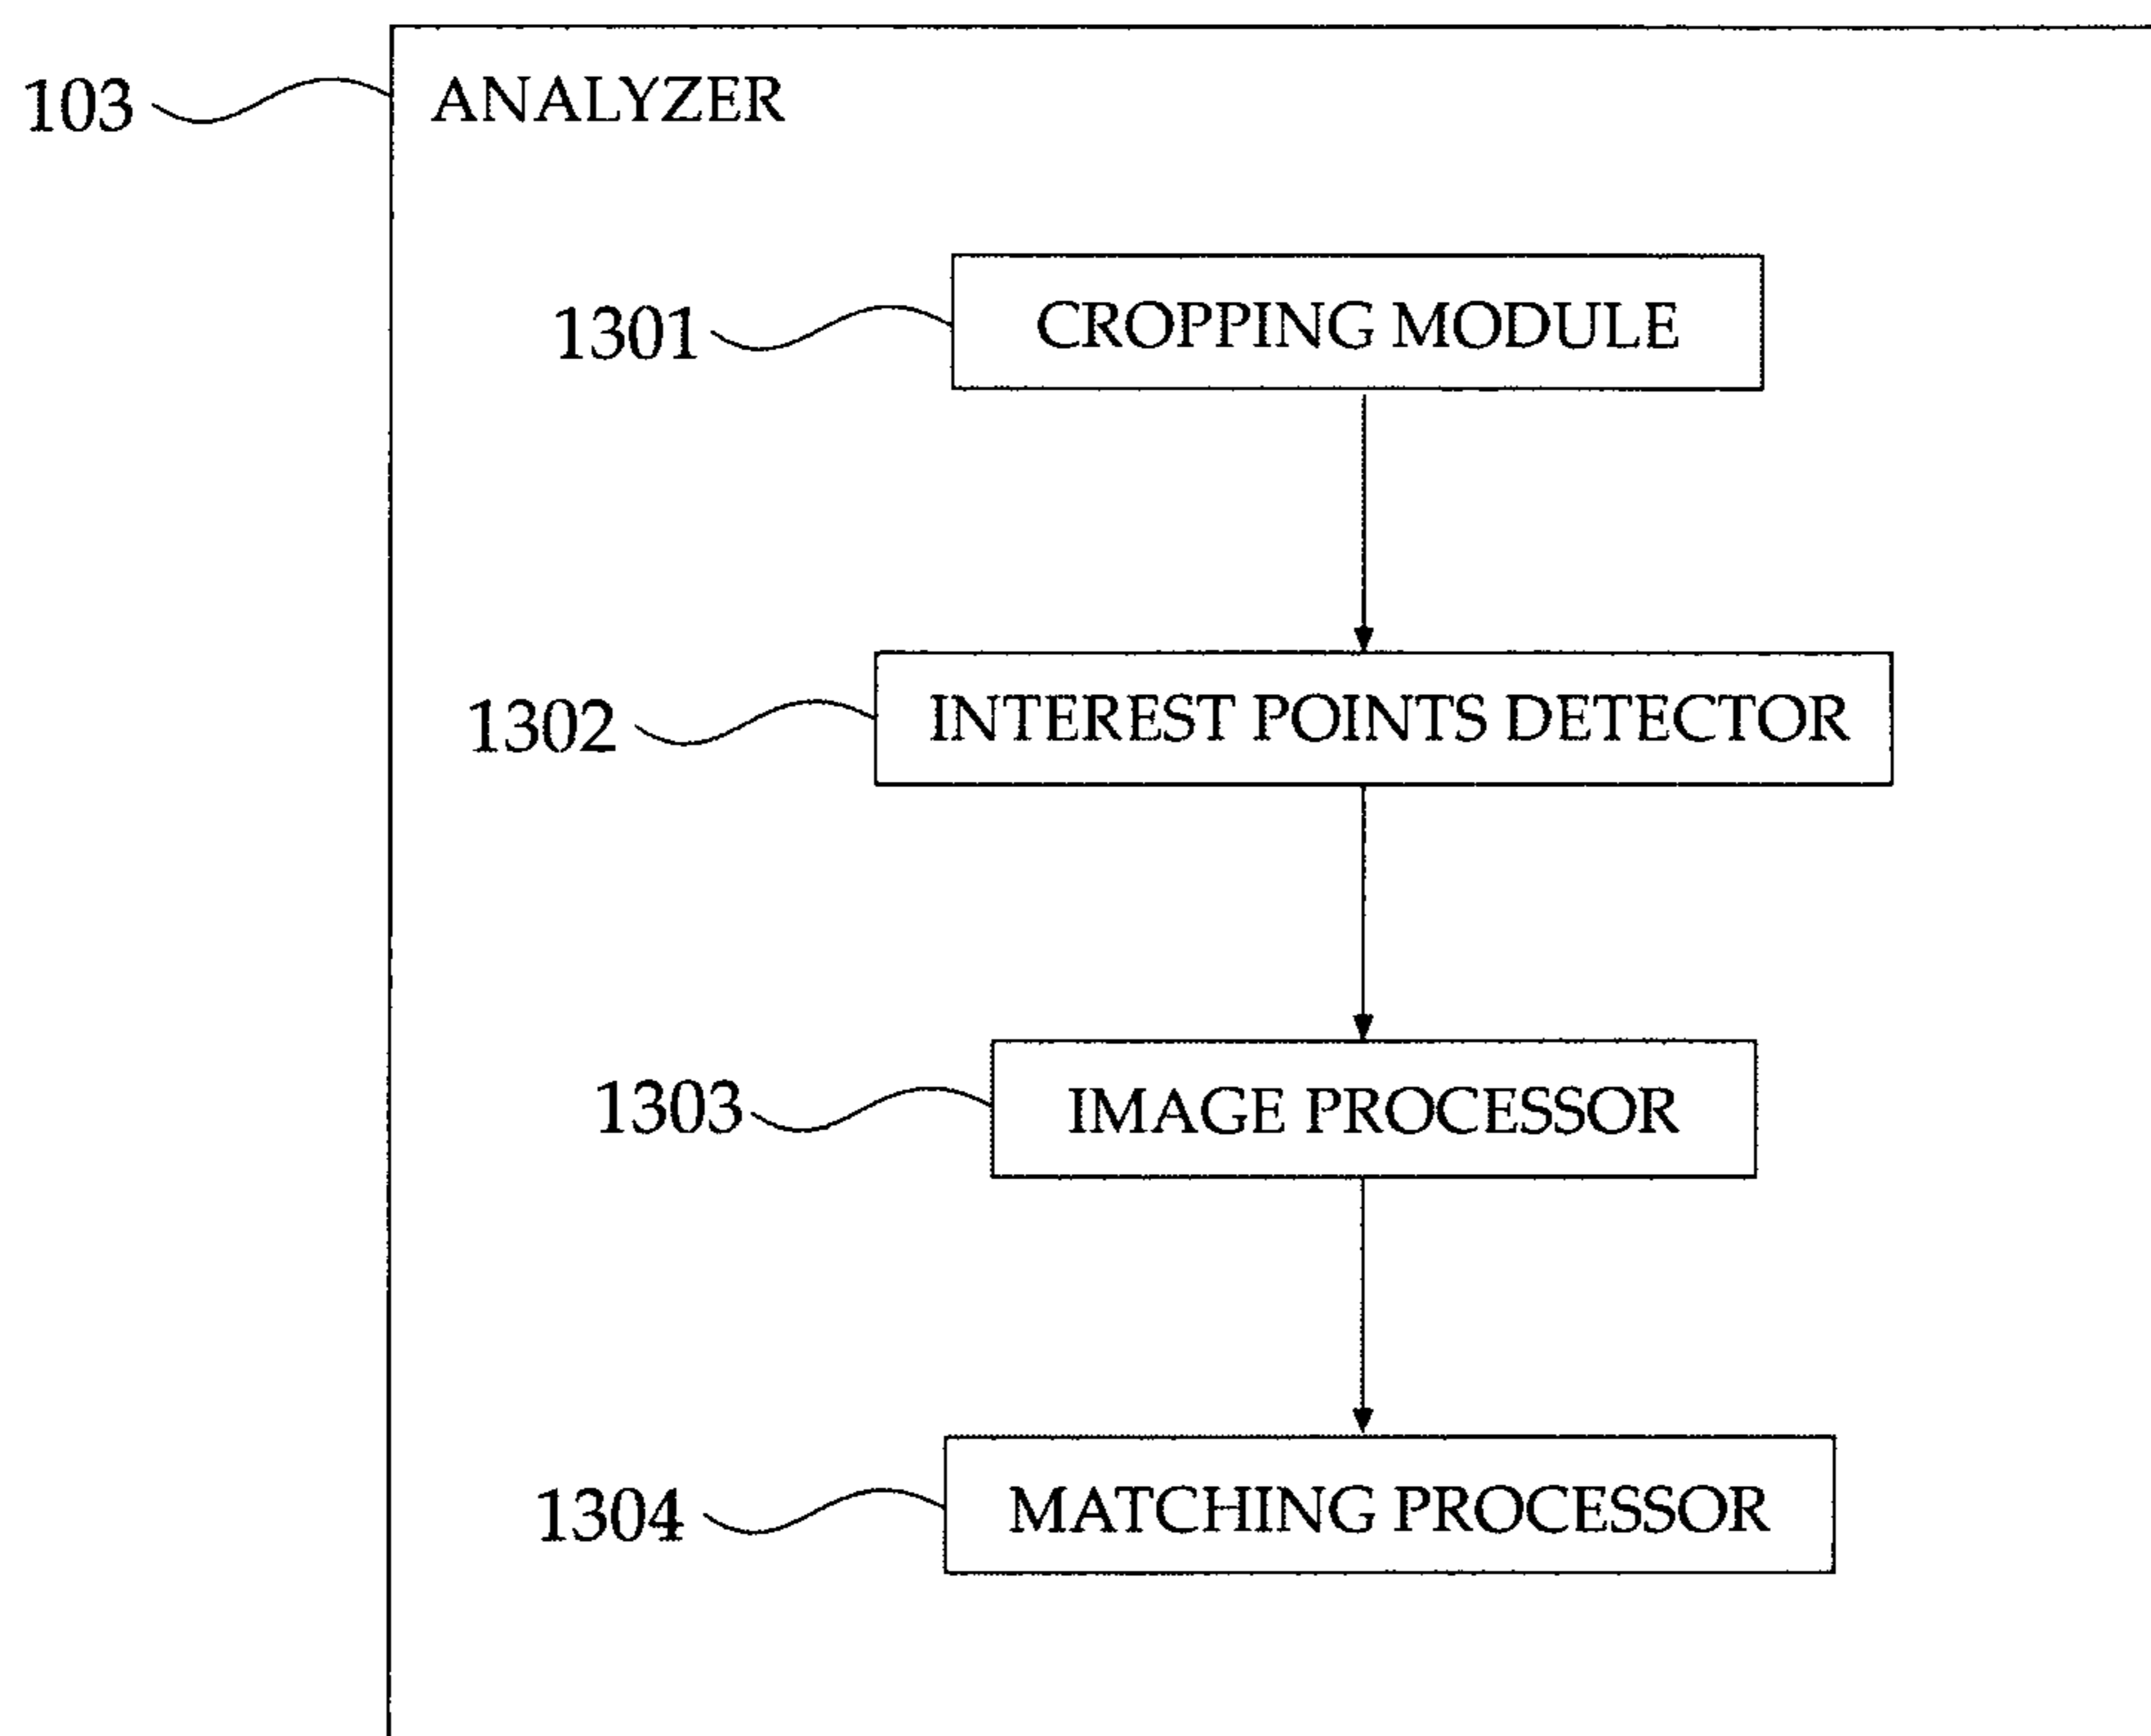 103 ANALYZER
1301 CROPPING MODULE
1302 INTEREST POINTS DETECTOR
1303 IMAGE PROCESSOR
1304 MATCHING PROCESSOR